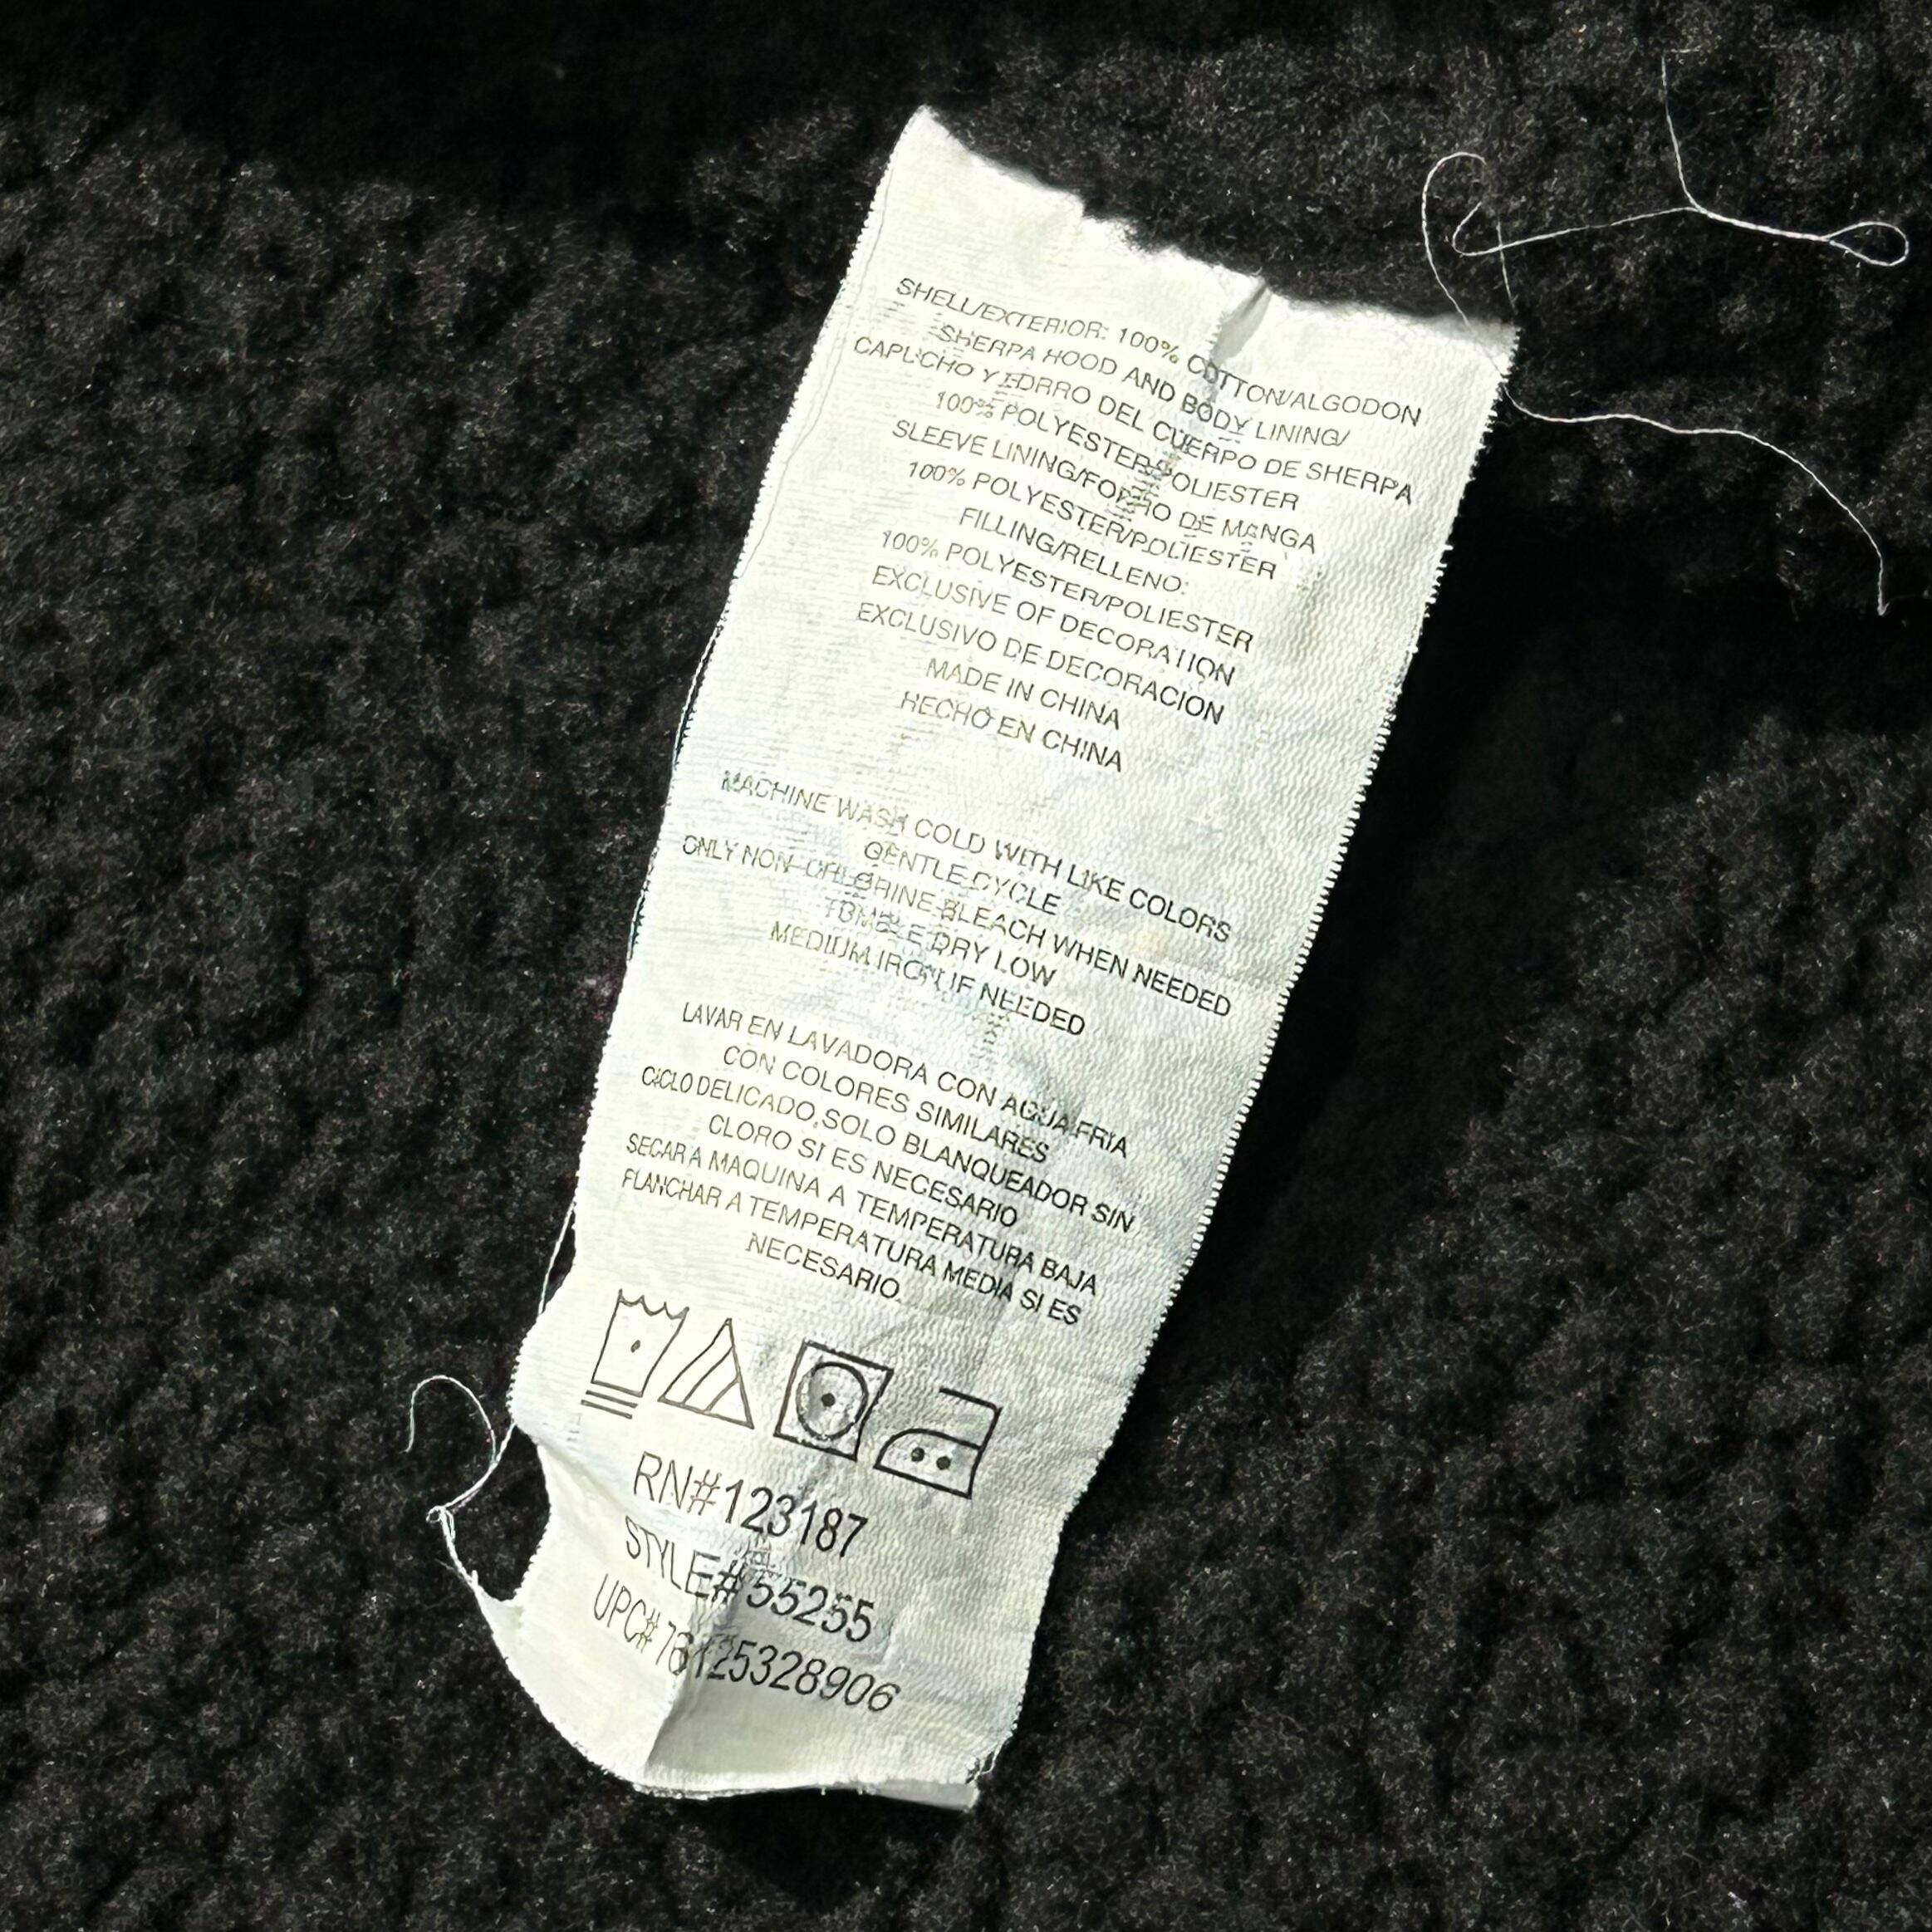 SHELL/EXTERIOR: 100% COTTON/ALGODON
SHERPA HOOD AND BODY LINING/
CAPUCHO Y FORRO DEL CUERPO DE SHERPA
100% POLYESTER/POLIESTER
SLEEVE LINING/FORRO DE MANGA
100% POLYESTER/POLIESTER
FILLING/RELLENO:
100% POLYESTER/POLIESTER
EXCLUSIVE OF DECORATION
EXCLUSIVO DE DECORACION
MADE IN CHINA
HECHO EN CHINA
MACHINE WASH COLD WITH LIKE COLORS
GENTLE CYCLE
ONLY NON-CHLORINE BLEACH WHEN NEEDED
TUMBLE DRY LOW
MEDIUM IRON IF NEEDED
LAVAR EN LAVADORA CON AGUA FRIA
CON COLORES SIMILARES
CICLO DELICADO,SOLO BLANQUEADOR SIN
CLORO SI ES NECESARIO
SECAR A MAQUINA A TEMPERATURA BAJA
PLANCHAR A TEMPERATURA MEDIA SI ES
NECESARIO
RN#123187
STYLE#55255
UPC# 76125328906